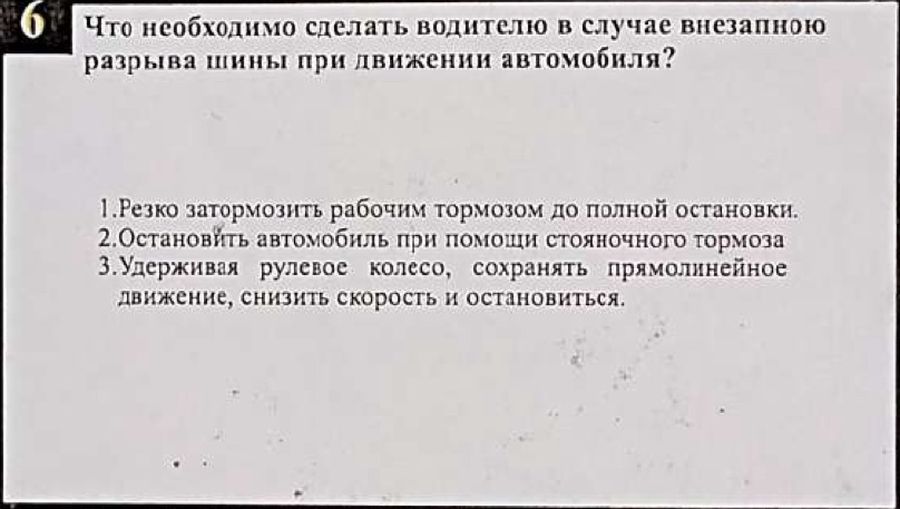 6
Что необходимо сделать водителю в случае внезапною
разрыва шины при движении автомобиля?
1.Резко затормозить рабочим тормозом до полной остановки.
2.Остановить автомобиль при помощи стояночного тормоза
3.Удерживая рулевое колесо, сохранять прямолинейное
движение, снизить скорость и остановиться.